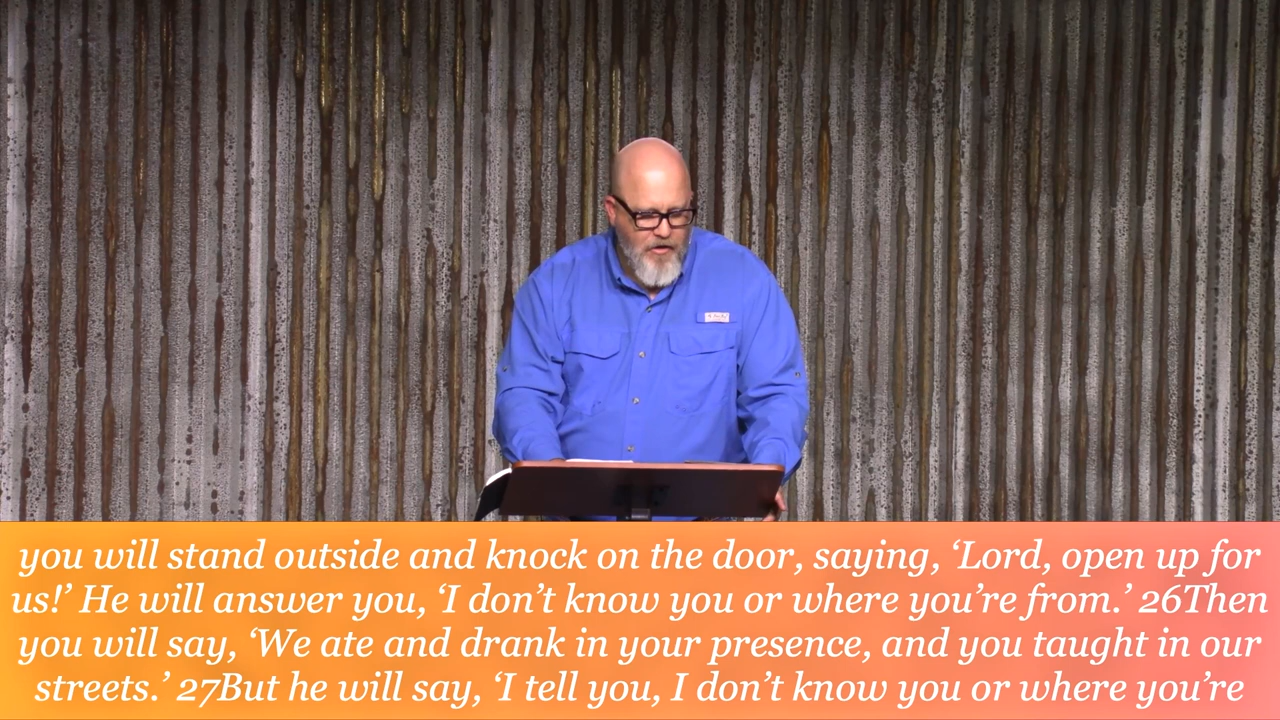 you will stand outside and knock on the door, saying, ‘Lord, open up for
us!’ He will answer you, ‘I don’t know you or where you’re from.’ 26Then
you will say, ‘We ate and drank in your presence, and you taught in our
streets.’ 27But he will say, ‘I tell you, I don’t know you or where you’re